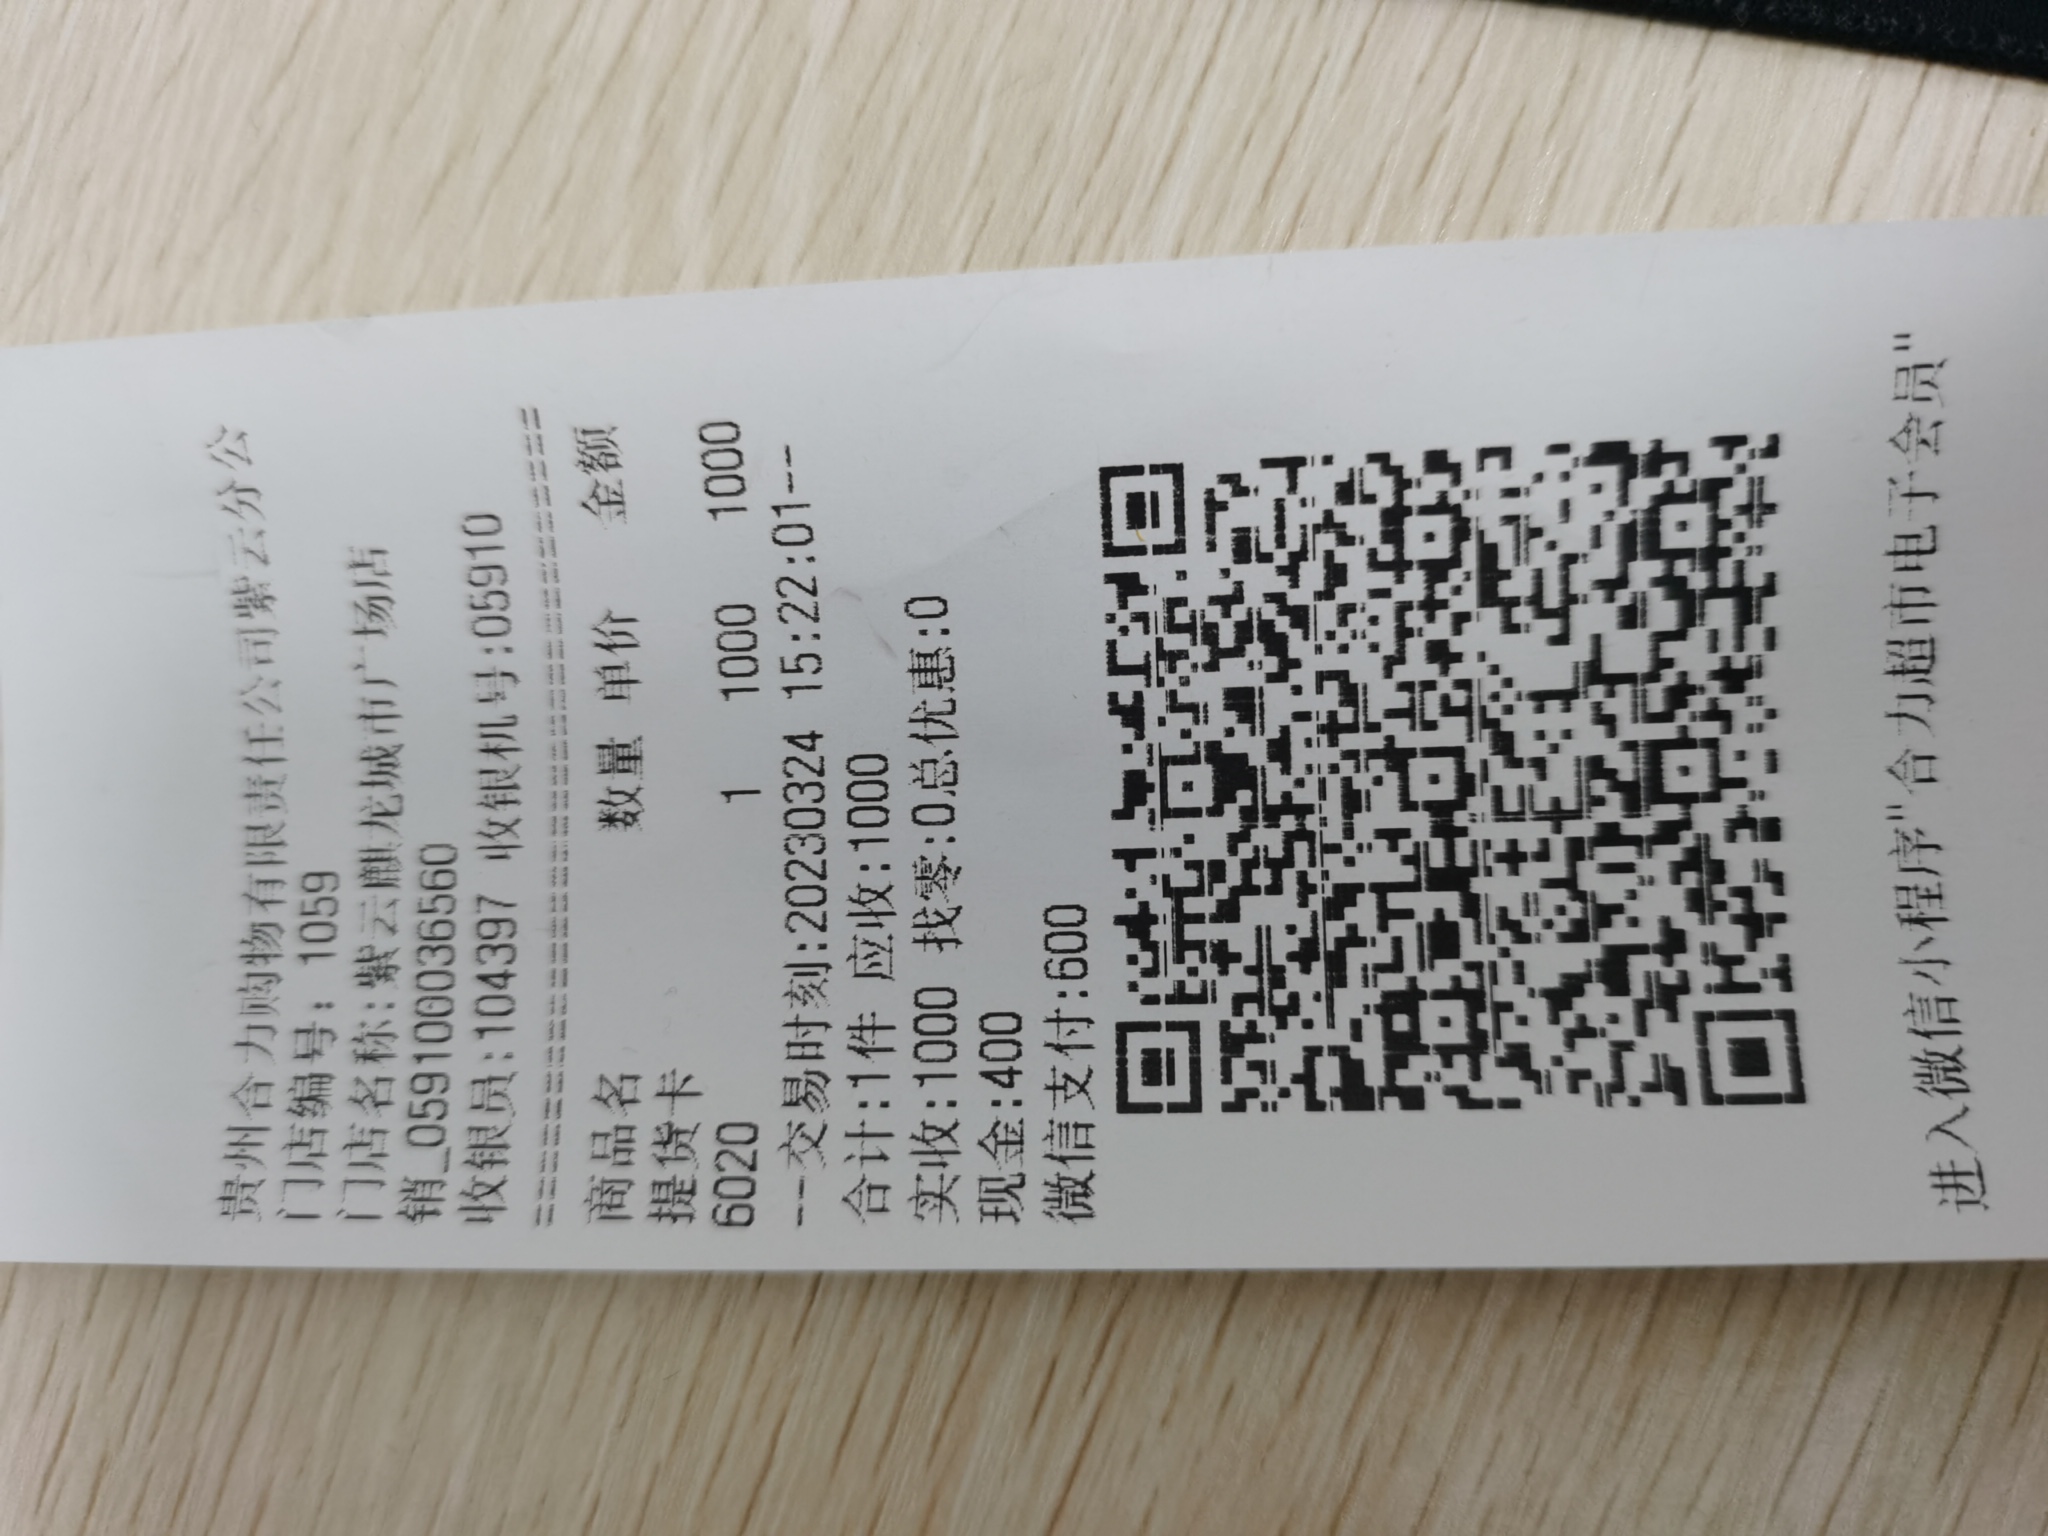 贵州合力购物有限责任公司紫云分公
门店编号: 1059
门店名称:紫云麒龙城市广场店
销_0591000036560
收银员:104397 收银机号:05910
==========================================
商品名 数量 单价 金额
提货卡
6020 1 1000 1000
--交易时刻:20230324 15:22:01--
合计:1件 应收:1000
实收:1000 找零:0总优惠:0
现金:400
微信支付:600
进入微信小程序"合力超市电子会员"